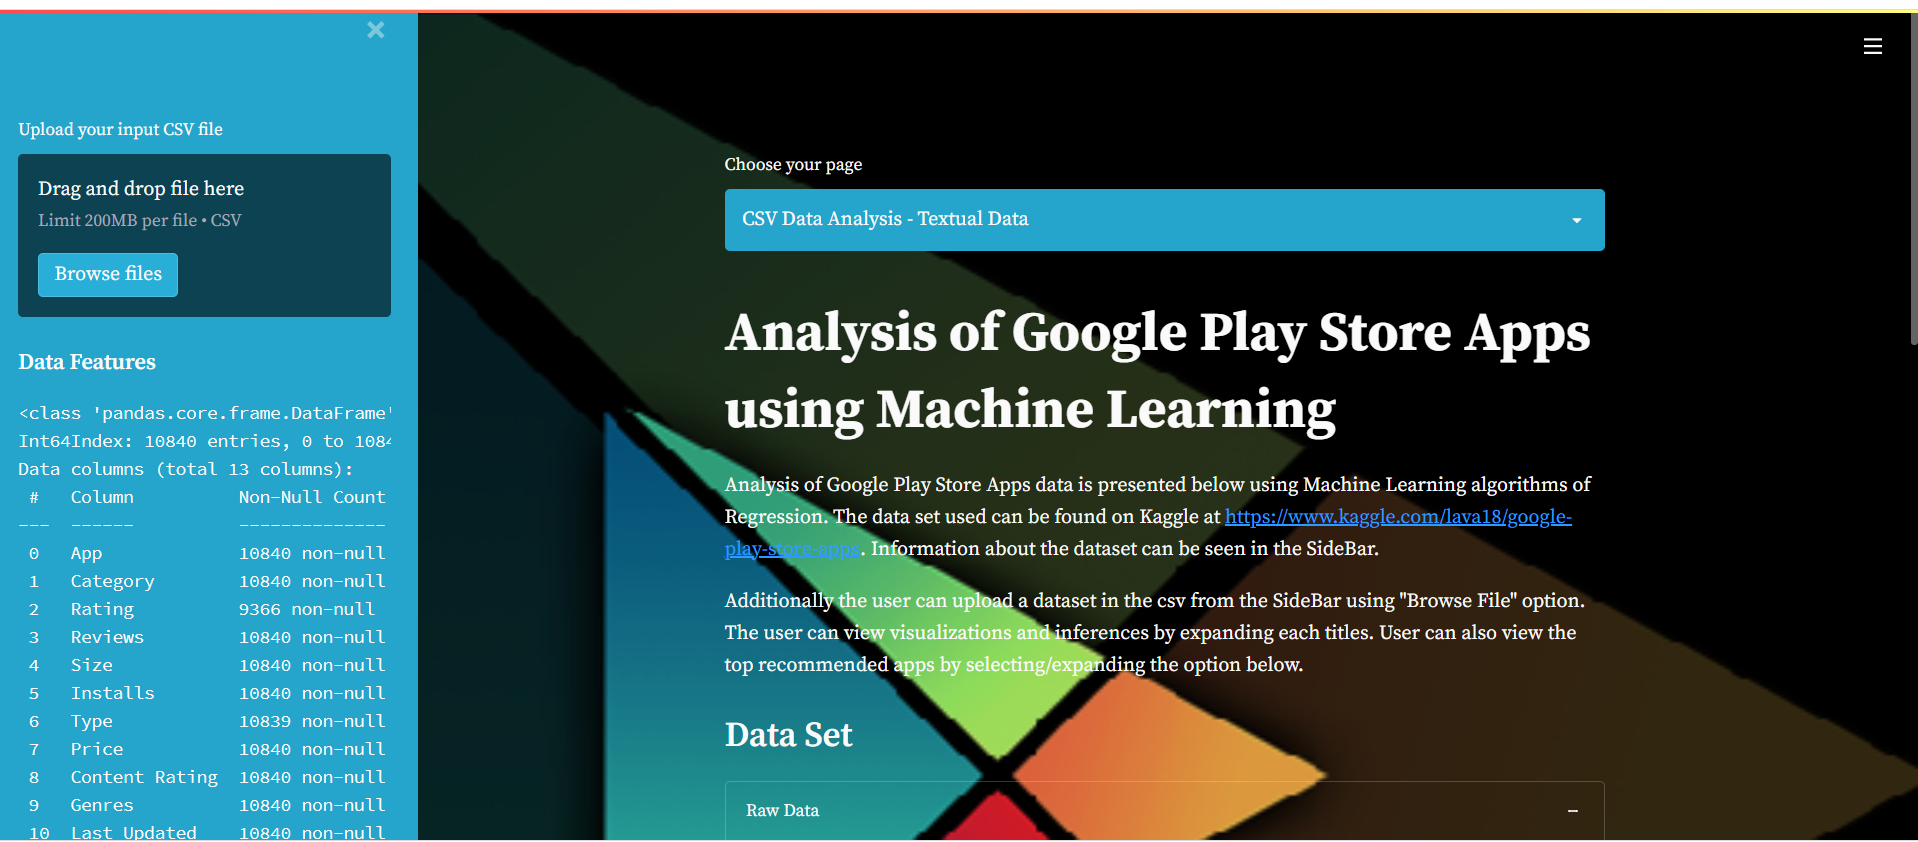 Upload your input CSV file
Drag and drop file here
Limit 200MB per file • CSV
Browse files
Data Features
<class 'pandas.core.frame.DataFrame'
Int64Index: 10840 entries, 0 to 1084
Data columns (total 13 columns):
# Column Non-Null Count
--- ------ --------------
0 App 10840 non-null
1 Category 10840 non-null
2 Rating 9366 non-null
3 Reviews 10840 non-null
4 Size 10840 non-null
5 Installs 10840 non-null
6 Type 10839 non-null
7 Price 10840 non-null
8 Content Rating 10840 non-null
9 Genres 10840 non-null
10 Last Updated 10840 non-null
Choose your page
CSV Data Analysis - Textual Data
Analysis of Google Play Store Apps
using Machine Learning
Analysis of Google Play Store Apps data is presented below using Machine Learning algorithms of
Regression. The data set used can be found on Kaggle at https://www.kaggle.com/lava18/google-
play-store-apps. Information about the dataset can be seen in the SideBar.
Additionally the user can upload a dataset in the csv from the SideBar using "Browse File" option.
The user can view visualizations and inferences by expanding each titles. User can also view the
top recommended apps by selecting/expanding the option below.
Data Set
Raw Data